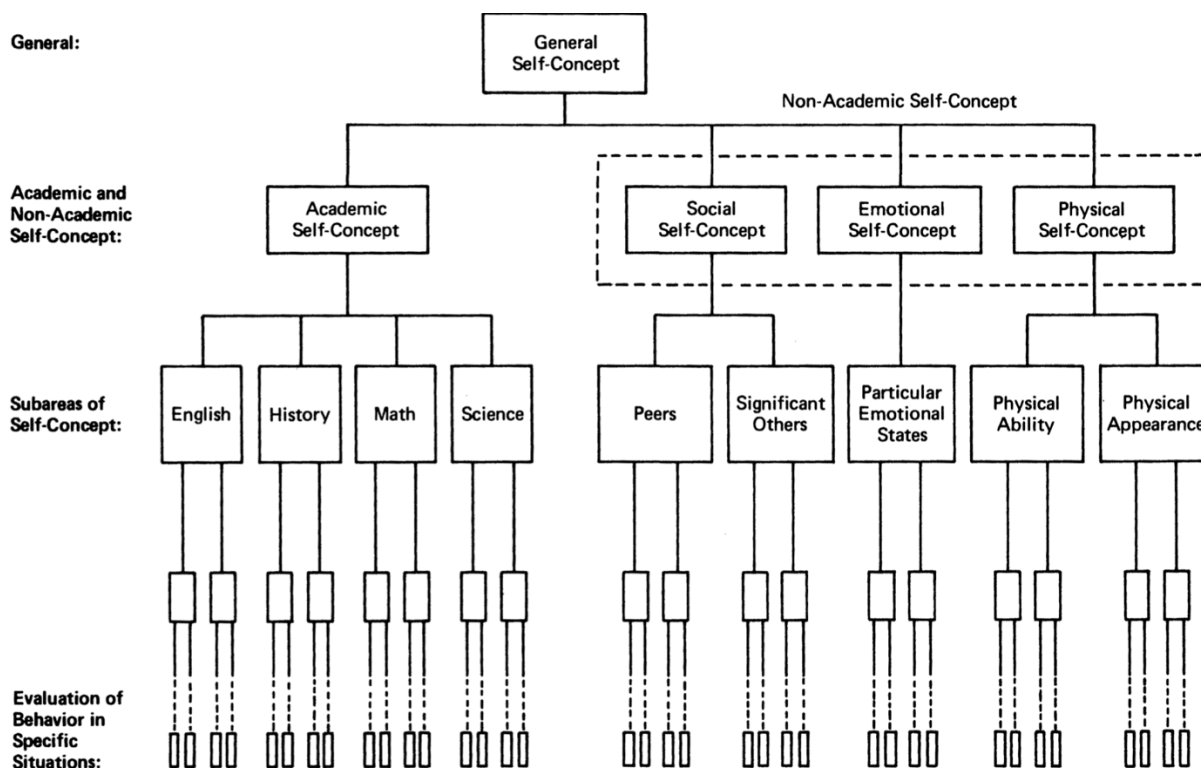 General:
General
Self-Concept
Non-Academic Self-Concept
Academic and
Non-Academic
Self-Concept:
Academic
Self-Concept
Social
Self-Concept
Emotional
Self-Concept
Physical
Self-Concept
Subareas of
Self-Concept:
English
History
Math
Science
Peers
Significant
Others
Particular
Emotional
States
Physical
Ability
Physical
Appearance
Evaluation of
Behavior in
Specific
Situations: